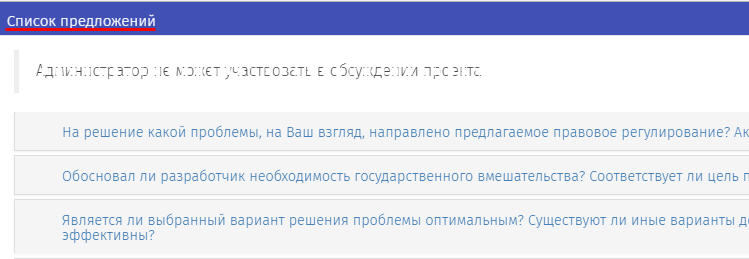 Список предложений
Администратор не может участвовать в обсуждении проекта
На решение какой проблемы, на Ваш взгляд, направлено предлагаемое правовое регулирование?
Обосновал ли разработчик необходимость государственного вмешательства? Соответствует ли цель
Является ли выбранный вариант решения проблемы оптимальным? Существуют ли иные варианты
эффективны?